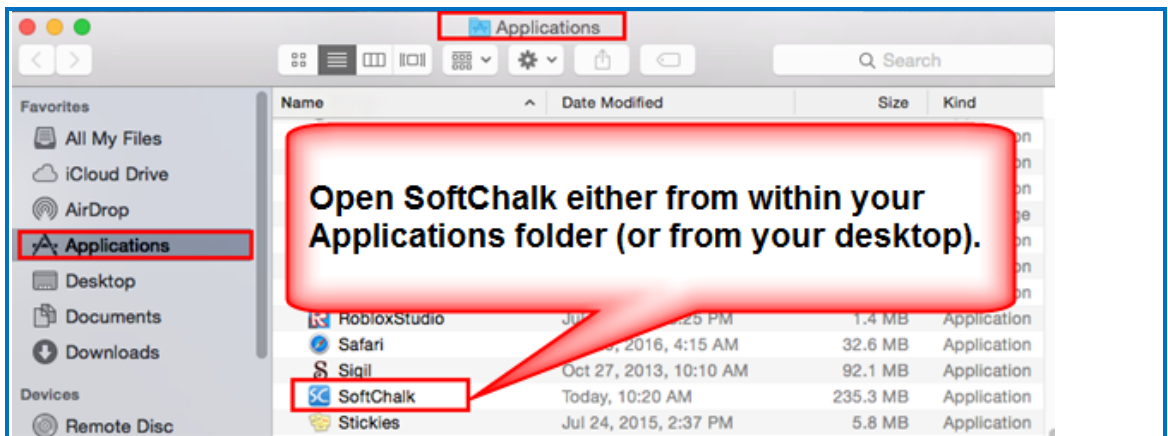 Applications
Search
Favorites
All My Files
iCloud Drive
AirDrop
Applications
Desktop
Documents
Downloads
Devices
Remote Disc
Name Date Modified Size Kind
Open SoftChalk either from within your
Applications folder (or from your desktop).
RobloxStudio PM 1.4 MB Application
Safari 2016, 4:15 AM 32.6 MB Application
Sigil Oct 27, 2013, 10:10 AM 92.1 MB Application
SoftChalk Today, 10:20 AM 235.3 MB Application
Stickies Jul 24, 2015, 2:37 PM 5.8 MB Application